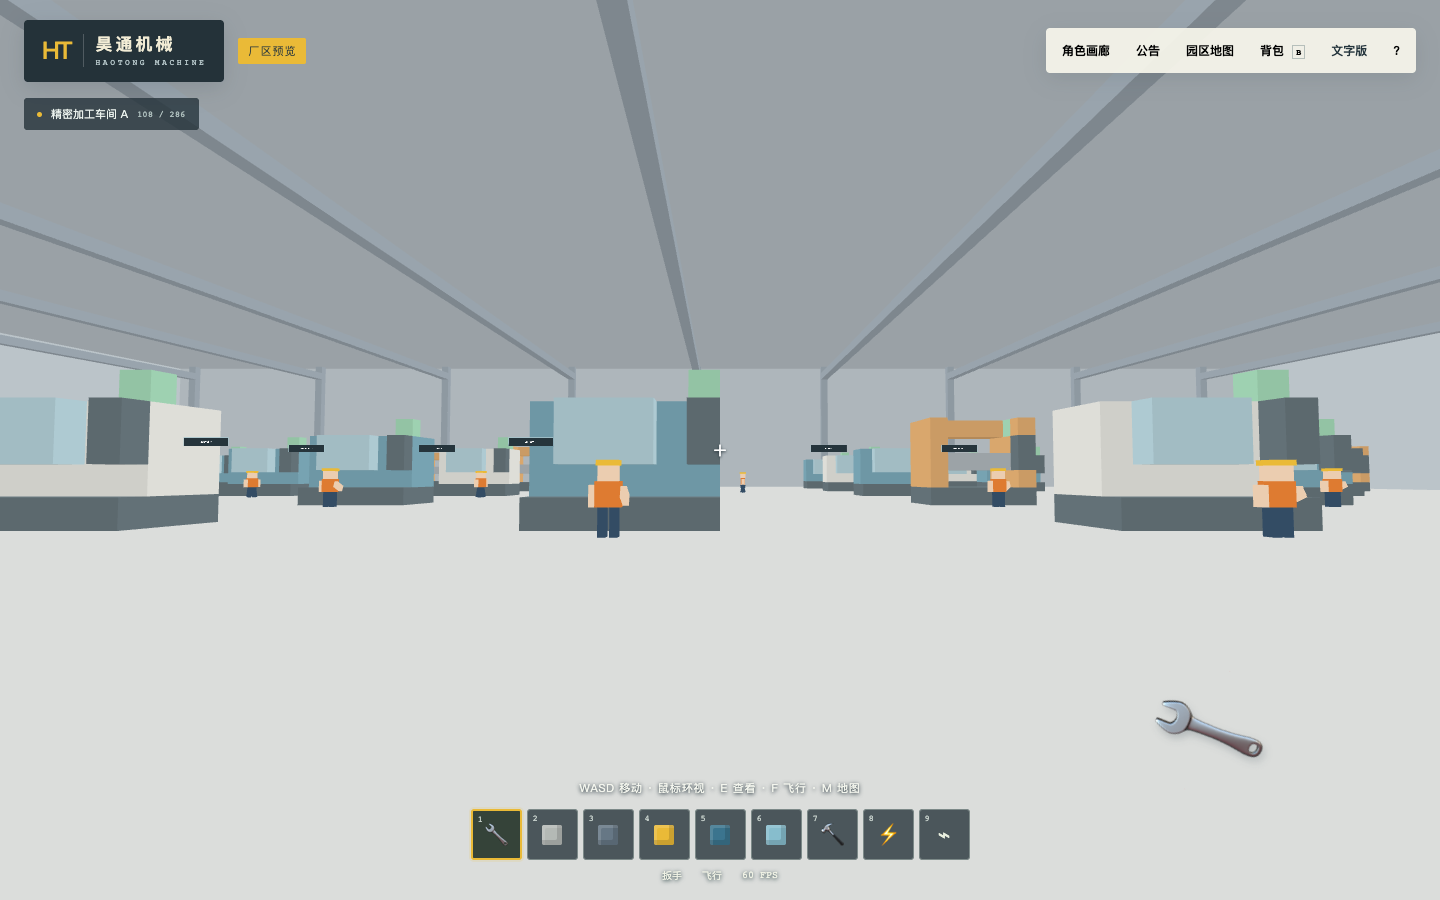 HT 昊通机械
HAOTONG MACHINE
厂区预览
角色画廊 公告 园区地图 背包 B 文字版 ?
精密加工车间 A 108 / 286
WASD 移动 · 鼠标环视 · E 查看 · F 飞行 · M 地图
1 2 3 4 5 6 7 8 9
扳手 飞行 60 FPS